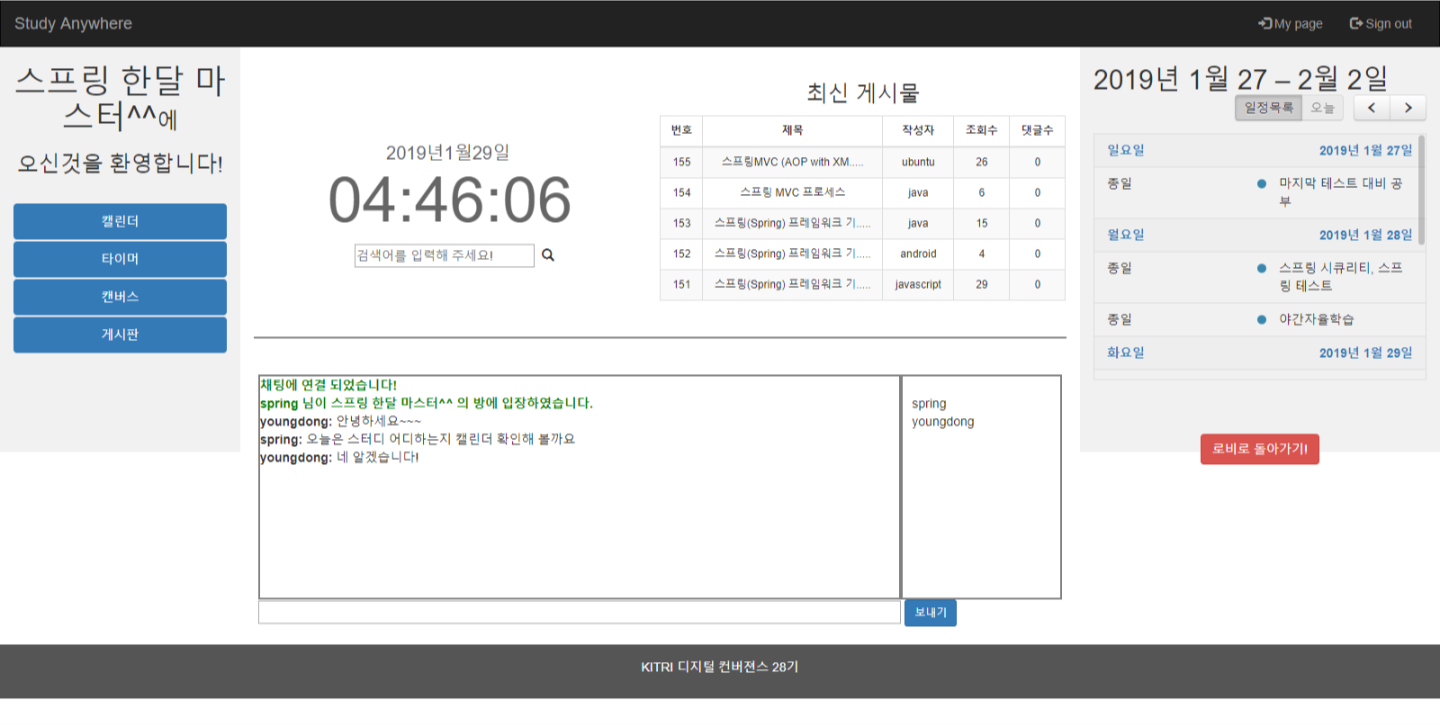 Study Anywhere
My page
Sign out
스프링 한달 마
스터^^에
오신것을 환영합니다!
캘린더
타이머
캔버스
게시판
2019년1월29일
04:46:06
검색어를 입력해 주세요!
최신 게시물
번호 제목 작성자 조회수 댓글수
155 스프링MVC (AOP with XM..... ubuntu 26 0
154 스프링 MVC 프로세스 java 6 0
153 스프링(Spring) 프레임워크 기..... java 15 0
152 스프링(Spring) 프레임워크 기..... android 4 0
151 스프링(Spring) 프레임워크 기..... javascript 29 0
채팅에 연결 되었습니다!
spring 님이 스프링 한달 마스터^^ 의 방에 입장하였습니다.
youngdong: 안녕하세요~~~
spring: 오늘은 스터디 어디하는지 캘린더 확인해 볼까요
youngdong: 네 알겠습니다!
spring
youngdong
보내기
2019년 1월 27 – 2월 2일
일정목록 오늘
일요일 2019년 1월 27일
종일 마지막 테스트 대비 공
부
월요일 2019년 1월 28일
종일 스프링 시큐리티, 스프
링 테스트
종일 야간자율학습
화요일 2019년 1월 29일
로비로 돌아가기!
KITRI 디지털 컨버젼스 28기